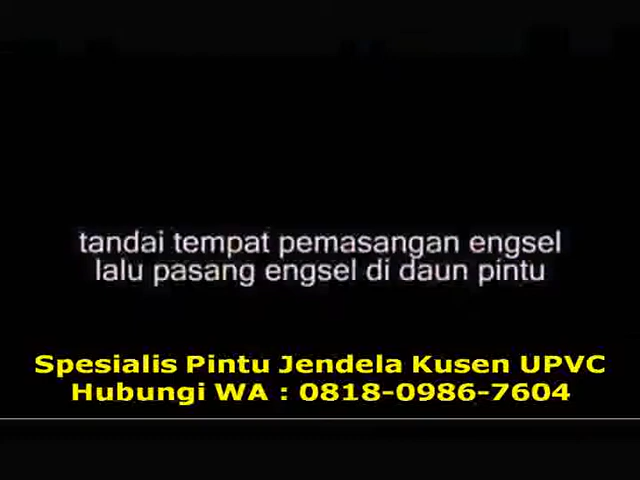 tandai tempat pemasangan engsel
lalu pasang engsel di daun pintu
Spesialis Pintu Jendela Kusen UPVC
Hubungi WA : 0818-0986-7604